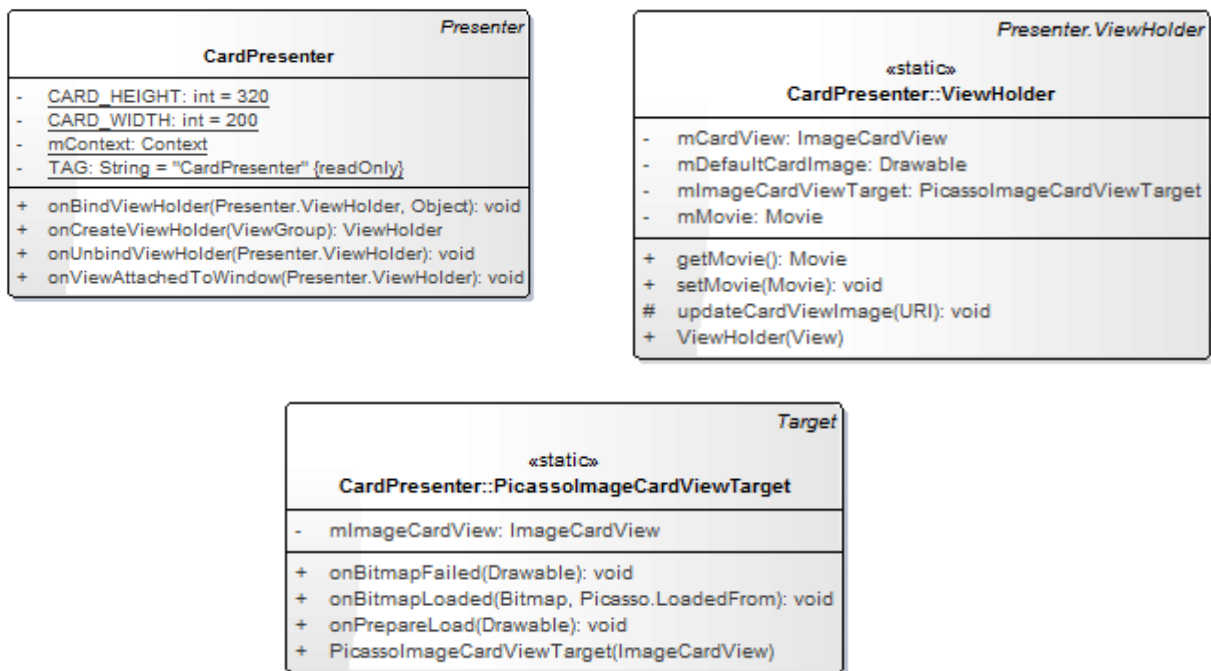 Presenter
CardPresenter
- CARD_HEIGHT: int = 320
- CARD_WIDTH: int = 200
- mContext: Context
- TAG: String = "CardPresenter" {readOnly}
+ onBindViewHolder(Presenter.ViewHolder, Object): void
+ onCreateViewHolder(ViewGroup): ViewHolder
+ onUnbindViewHolder(Presenter.ViewHolder): void
+ onViewAttachedToWindow(Presenter.ViewHolder): void
Presenter.ViewHolder
«static»
CardPresenter::ViewHolder
- mCardView: ImageCardView
- mDefaultCardImage: Drawable
- mImageCardViewTarget: PicassoImageCardViewTarget
- mMovie: Movie
+ getMovie(): Movie
+ setMovie(Movie): void
# updateCardViewImage(URI): void
+ ViewHolder(View)
Target
«static»
CardPresenter::PicassoImageCardViewTarget
- mImageCardView: ImageCardView
+ onBitmapFailed(Drawable): void
+ onBitmapLoaded(Bitmap, Picasso.LoadedFrom): void
+ onPrepareLoad(Drawable): void
+ PicassoImageCardViewTarget(ImageCardView)